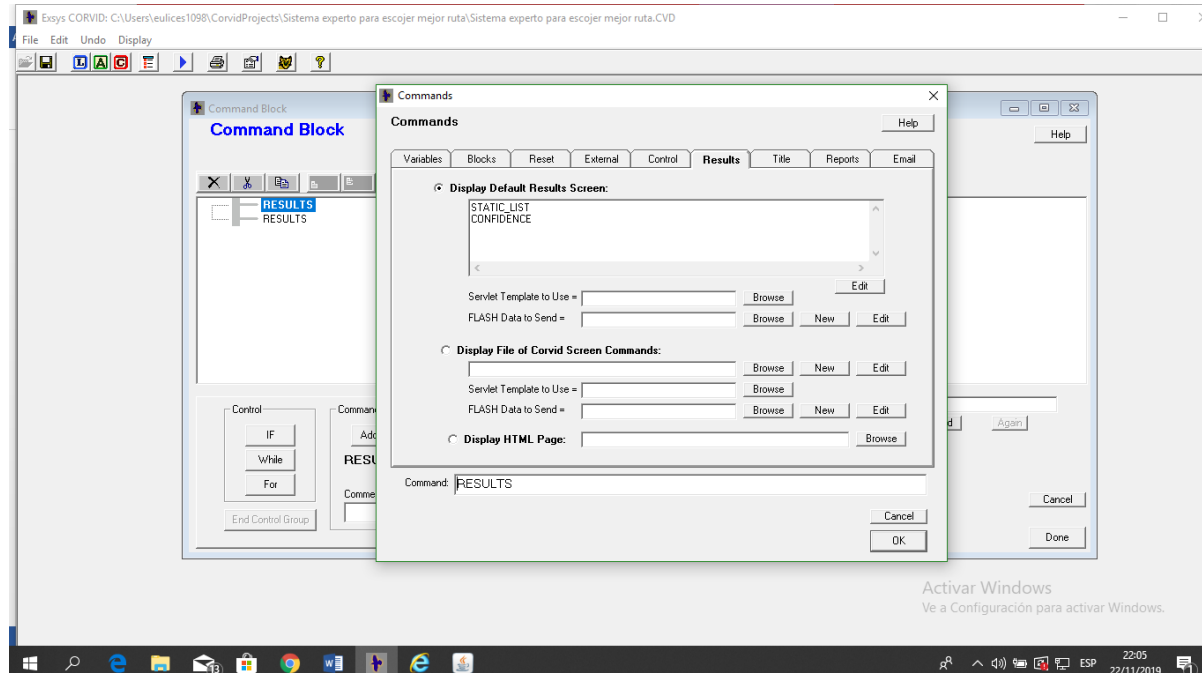 Exsys CORVID: C:\Users\eulices1098\CorvidProjects\Sistema experto para escojer mejor ruta\Sistema experto para escojer mejor ruta.CVD
File Edit Undo Display
L A C
Command Block
Command Block
Help
RESULTS
RESULTS
Control
IF
While
For
End Control Group
Again
Cancel
Done
Commands
Commands
Help
Variables Blocks Reset External Control Results Title Reports Email
Display Default Results Screen:
STATIC_LIST
CONFIDENCE
Edit
Servlet Template to Use = Browse
FLASH Data to Send = Browse New Edit
Display File of Corvid Screen Commands:
Browse New Edit
Servlet Template to Use = Browse
FLASH Data to Send = Browse New Edit
Display HTML Page: Browse
Command: RESULTS
Cancel
OK
Activar Windows
Ve a Configuración para activar Windows.
13
ESP
22:05
22/11/2019